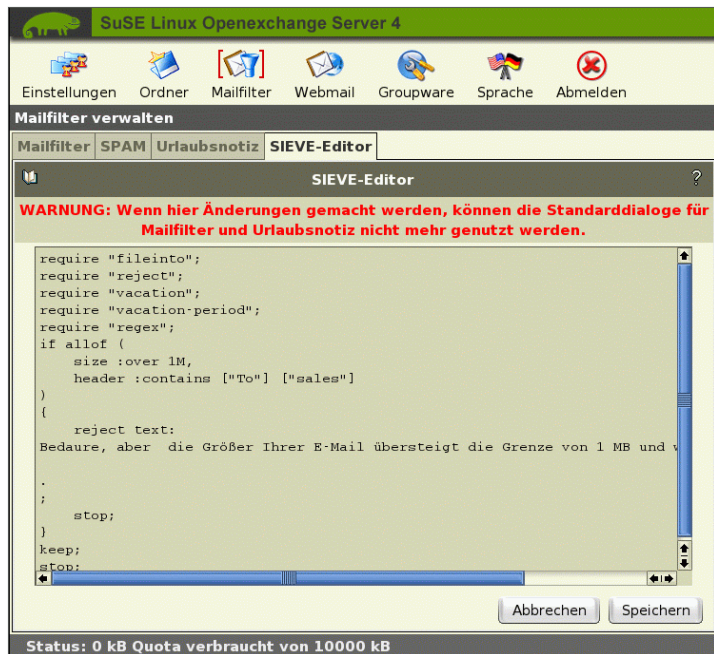 SuSE Linux Openexchange Server 4
Einstellungen Ordner Mailfilter Webmail Groupware Sprache Abmelden
Mailfilter verwalten
Mailfilter SPAM Urlaubsnotiz SIEVE-Editor
SIEVE-Editor ?
WARNUNG: Wenn hier Änderungen gemacht werden, können die Standarddialoge für
Mailfilter und Urlaubsnotiz nicht mehr genutzt werden.
require "fileinto";
require "reject";
require "vacation";
require "vacation-period";
require "regex";
if allof (
size :over 1M,
header :contains ["To"] ["sales"]
)
{
reject text:
Bedaure, aber die Größer Ihrer E-Mail übersteigt die Grenze von 1 MB und
.
;
stop;
}
keep;
stop;
Abbrechen Speichern
Status: 0 kB Quota verbraucht von 10000 kB